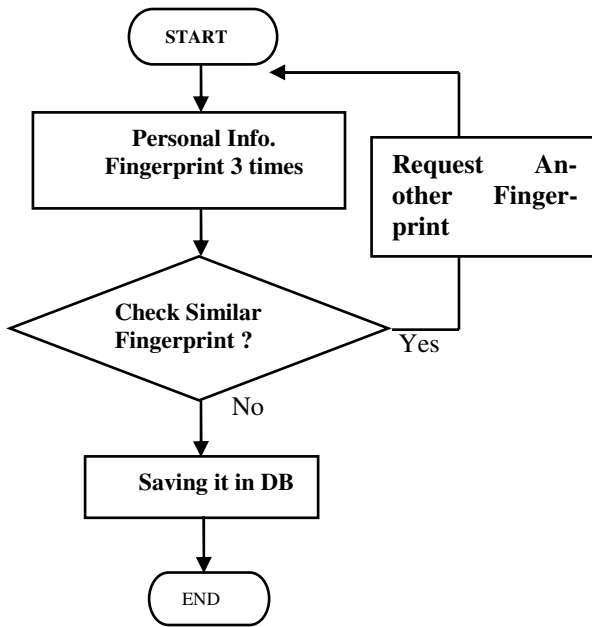 START
Personal Info.
Fingerprint 3 times
Request An-
other Finger-
print
Check Similar
Fingerprint ?
Yes
No
Saving it in DB
END